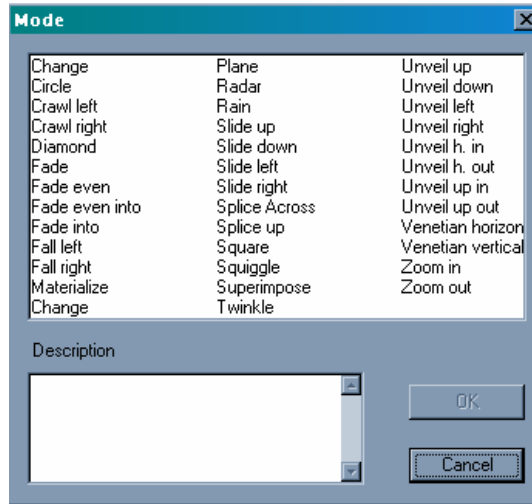 Mode
Change
Circle
Crawl left
Crawl right
Diamond
Fade
Fade even
Fade even into
Fade into
Fall left
Fall right
Materialize
Change
Plane
Radar
Rain
Slide up
Slide down
Slide left
Slide right
Splice Across
Splice up
Square
Squiggle
Superimpose
Twinkle
Unveil up
Unveil down
Unveil left
Unveil right
Unveil h. in
Unveil h. out
Unveil up in
Unveil up out
Venetian horizon
Venetian vertical
Zoom in
Zoom out
Description
OK
Cancel